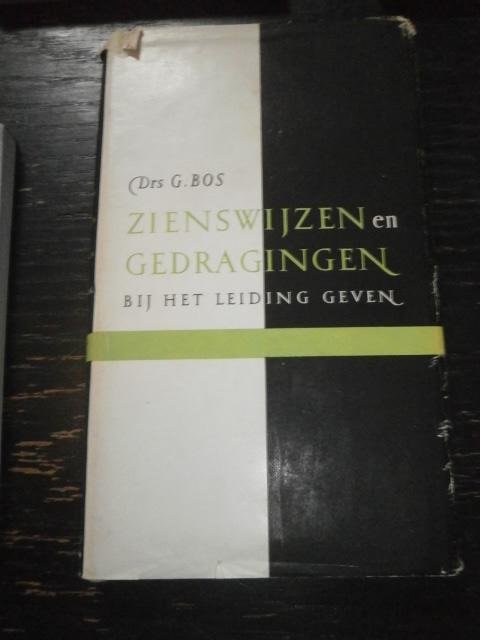 Drs G. BOS
ZIENSWIJZEN en
GEDRAGINGEN
BIJ HET LEIDING GEVEN